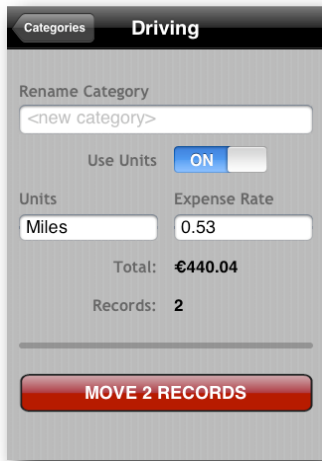 Categories Driving
Rename Category
<new category>
Use Units ON
Units Expense Rate
Miles 0.53
Total: €440.04
Records: 2
MOVE 2 RECORDS